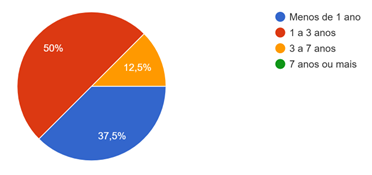 50%
12,5%
37,5%
Menos de 1 ano
1 a 3 anos
3 a 7 anos
7 anos ou mais